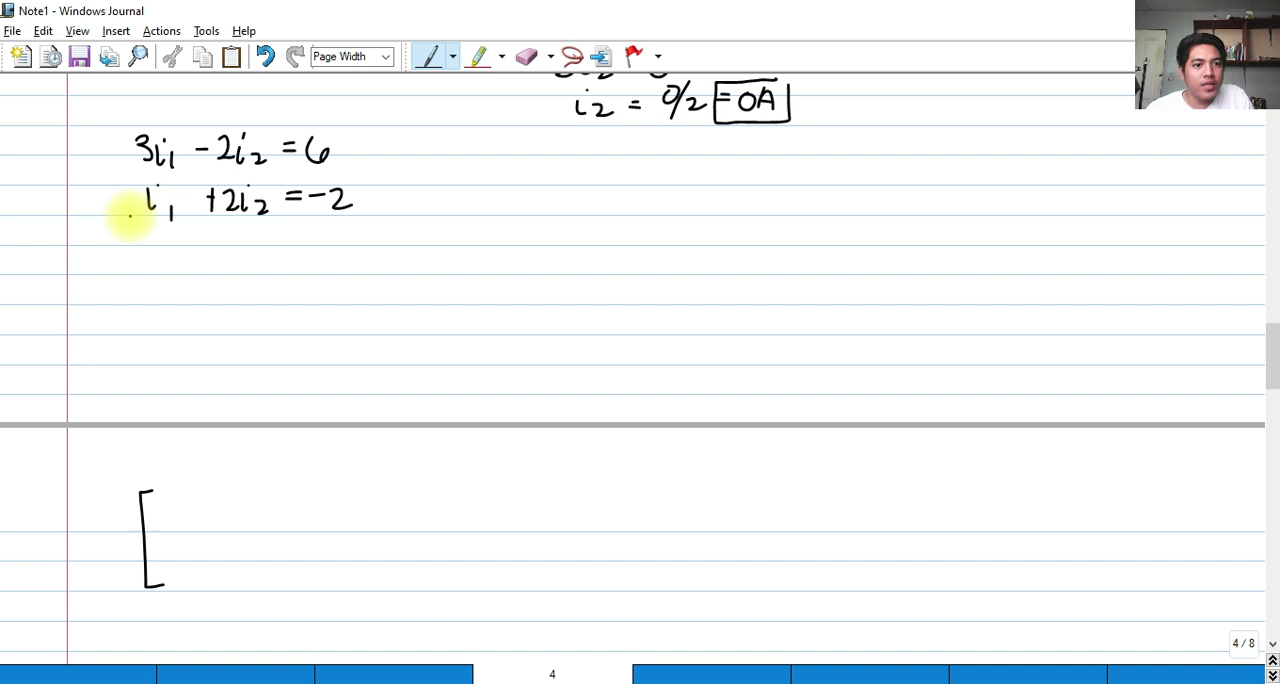 Note1 - Windows Journal
File Edit View Insert Actions Tools Help
Page Width
i₂ = 0/2 = 0A
3i₁ - 2i₂ = 6
i₁ + 2i₂ = -2
4 / 8
4